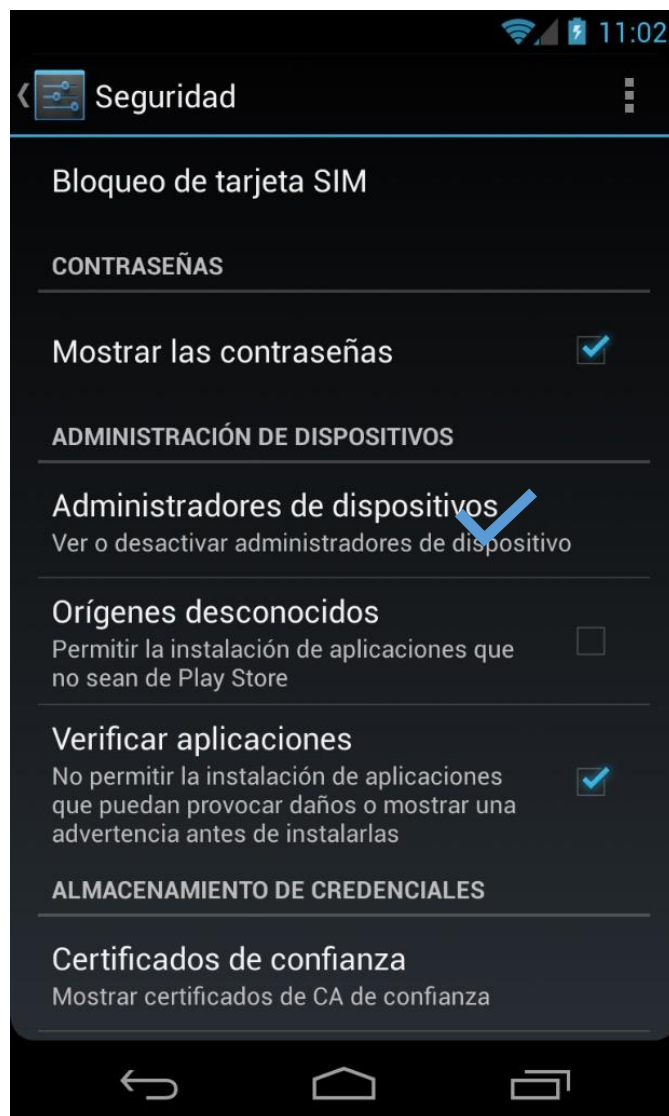 11:02
Seguridad
Bloqueo de tarjeta SIM
CONTRASEÑAS
Mostrar las contraseñas
ADMINISTRACIÓN DE DISPOSITIVOS
Administradores de dispositivos
Ver o desactivar administradores de dispositivo
Orígenes desconocidos
Permitir la instalación de aplicaciones que
no sean de Play Store
Verificar aplicaciones
No permitir la instalación de aplicaciones
que puedan provocar daños o mostrar una
advertencia antes de instalarlas
ALMACENAMIENTO DE CREDENCIALES
Certificados de confianza
Mostrar certificados de CA de confianza